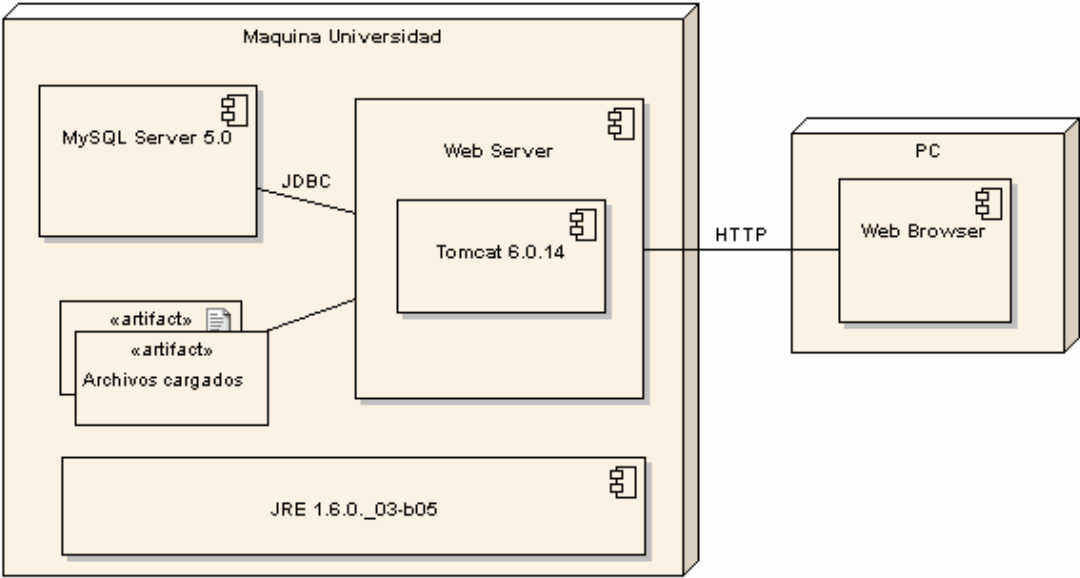 Maquina Universidad
MySQL Server 5.0
JDBC
Web Server
Tomcat 6.0.14
«artifact»
«artifact»
Archivos cargados
JRE 1.6.0._03-b05
HTTP
PC
Web Browser